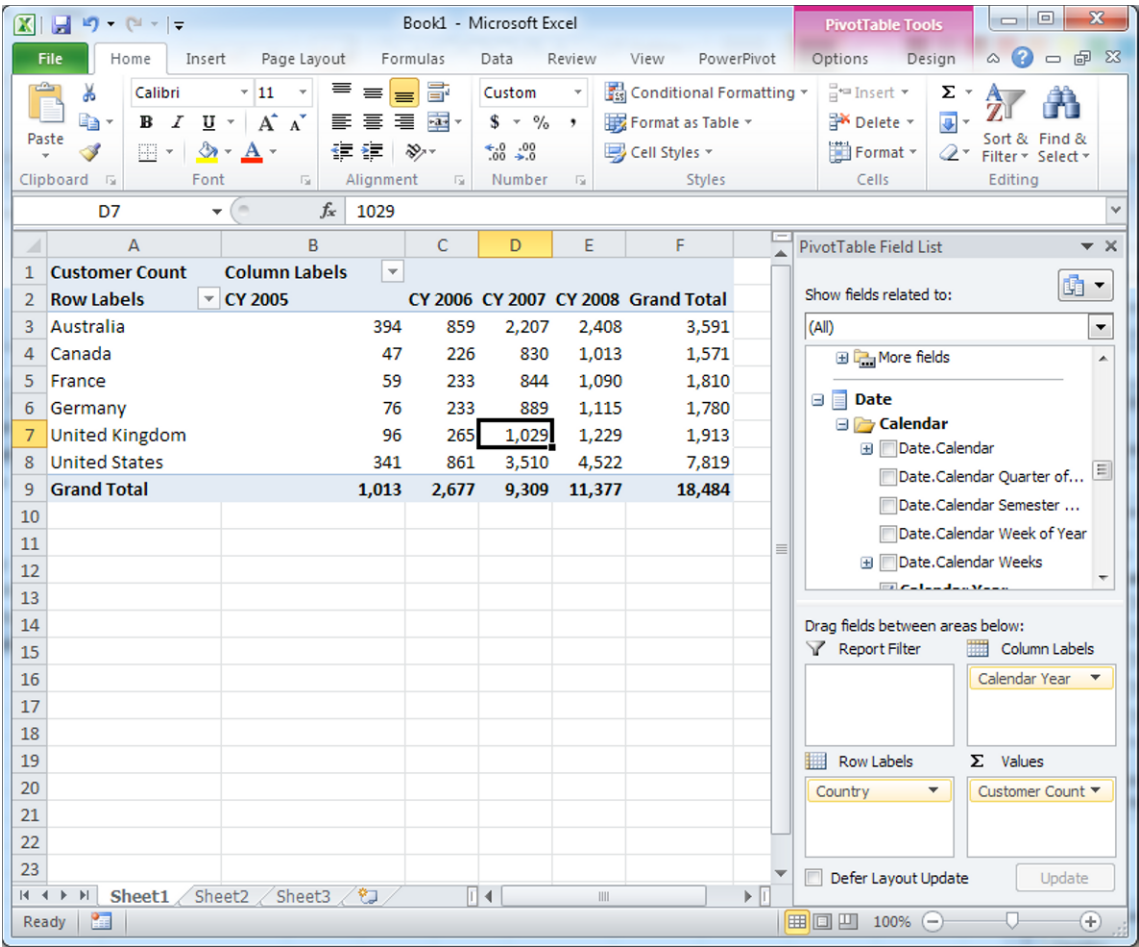 Book1 - Microsoft Excel
PivotTable Tools
File Home Insert Page Layout Formulas Data Review View PowerPivot Options Design
Calibri 11 Custom Conditional Formatting Insert Σ
Paste B I U A A $ % , Format as Table Delete Sort & Filter Find & Select
A .0 .00 .00 .0 Cell Styles Format
Clipboard Font Alignment Number Styles Cells Editing
D7 fx 1029
A B C D E F
1 Customer Count Column Labels
2 Row Labels CY 2005 CY 2006 CY 2007 CY 2008 Grand Total
3 Australia 394 859 2,207 2,408 3,591
4 Canada 47 226 830 1,013 1,571
5 France 59 233 844 1,090 1,810
6 Germany 76 233 889 1,115 1,780
7 United Kingdom 96 265 1,029 1,229 1,913
8 United States 341 861 3,510 4,522 7,819
9 Grand Total 1,013 2,677 9,309 11,377 18,484
10
11
12
13
14
15
16
17
18
19
20
21
22
23
PivotTable Field List
Show fields related to:
(All)
More fields
Date
Calendar
Date.Calendar
Date.Calendar Quarter of...
Date.Calendar Semester ...
Date.Calendar Week of Year
Date.Calendar Weeks
Calendar Year
Drag fields between areas below:
Report Filter Column Labels
Calendar Year
Row Labels Σ Values
Country Customer Count
Defer Layout Update Update
Sheet1 Sheet2 Sheet3
Ready 100%